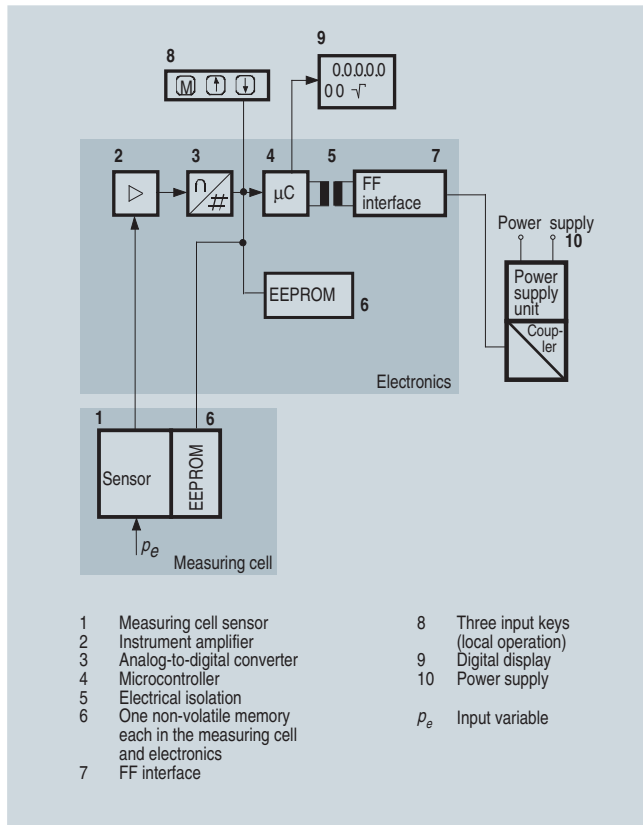 8
9
M ↑ ↓
0.0.0.0.0
0 0 √
2
3
4
5
7
∩
#
µC
FF
interface
Power supply
10
EEPROM
6
Power
supply
unit
Coup-
ler
Electronics
1
6
Sensor
EEPROM
pe
Measuring cell
1 Measuring cell sensor
2 Instrument amplifier
3 Analog-to-digital converter
4 Microcontroller
5 Electrical isolation
6 One non-volatile memory
each in the measuring cell
and electronics
7 FF interface
8 Three input keys
(local operation)
9 Digital display
10 Power supply
pe Input variable